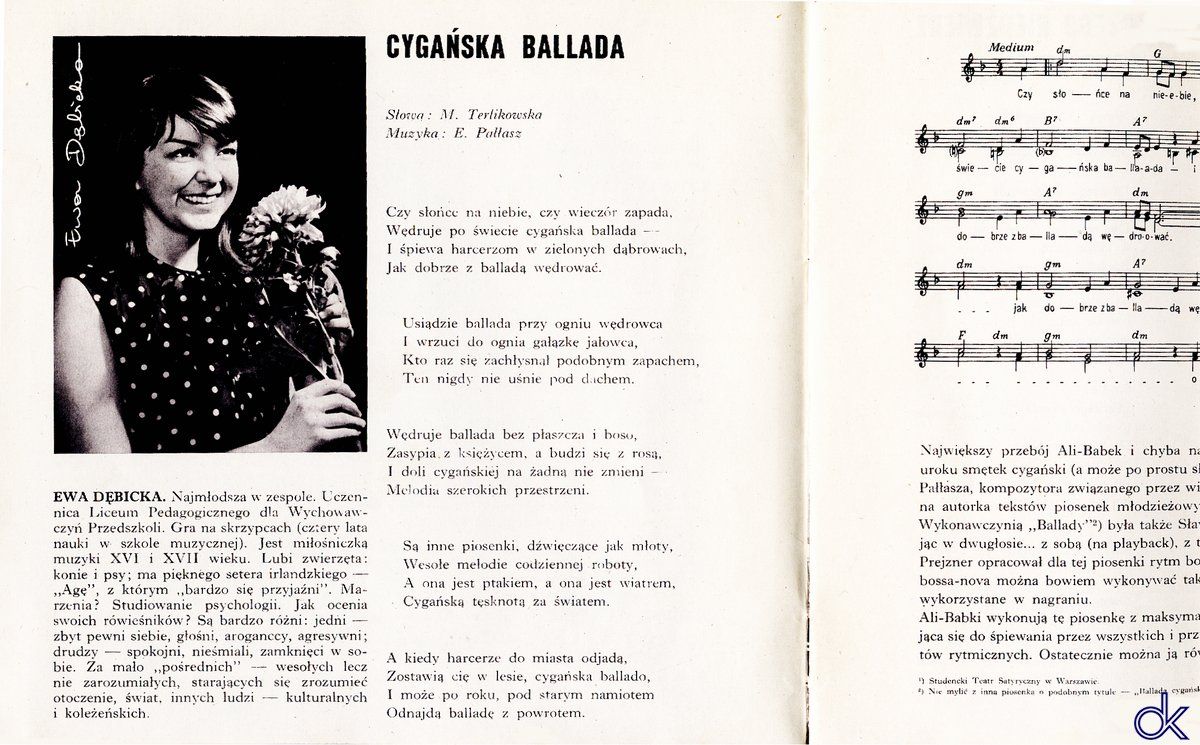 Ewa Dębicka
CYGAŃSKA BALLADA
Słowa: M. Terlikowska
Muzyka: E. Pałłasz
Czy słońce na niebie, czy wieczór zapada,
Wędruje po świecie cygańska ballada —
I śpiewa harcerzom w zielonych dąbrowach,
Jak dobrze z balladą wędrować.
Usiądzie ballada przy ogniu wędrowca
I wrzuci do ognia gałązkę jałowca,
Kto raz się zachłysnął podobnym zapachem,
Ten nigdy nie uśnie pod dachem.
Wędruje ballada bez płaszcza i boso,
Zasypia z księżycem, a budzi się z rosą,
I doli cygańskiej na żadną nie zmieni —
Melodia szerokich przestrzeni.
Są inne piosenki, dźwięczące jak młoty,
Wesołe melodie codziennej roboty,
A ona jest ptakiem, a ona jest wiatrem,
Cygańską tęsknotą za światem.
A kiedy harcerze do miasta odjadą,
Zostawią cię w lesie, cygańska ballado,
I może po roku, pod starym namiotem
Odnajdą balladę z powrotem.
EWA DĘBICKA. Najmłodsza w zespole. Uczen-
nica Liceum Pedagogicznego dla Wychowaw-
czyń Przedszkoli. Gra na skrzypcach (cztery lata
nauki w szkole muzycznej). Jest miłośniczką
muzyki XVI i XVII wieku. Lubi zwierzęta:
konie i psy; ma pięknego setera irlandzkiego —
„Agę”, z którym „bardzo się przyjaźni”. Ma-
rzenia? Studiowanie psychologii. Jak ocenia
swoich rówieśników? Są bardzo różni: jedni —
zbyt pewni siebie, głośni, aroganccy, agresywni;
drudzy — spokojni, nieśmiali, zamknięci w so-
bie. Za mało „pośrednich” — wesołych lecz
nie zarozumiałych, starających się zrozumieć
otoczenie, świat, innych ludzi — kulturalnych
i koleżeńskich.
Medium dm G
4 4
Czy sło — ńce na nie-e-bie,
dm7 dm6 B7 A7
świe — cie cy — ga — ńska ba — lla-a-da — i
gm A7 dm
do — brze z ba — lla — dą wę — dro-o-wać.
dm gm A7
. . . jak do — brze z ba — lla — dą wę
F dm gm dm
o
Największy przebój Ali-Babek i chyba na
uroku smętek cygański (a może po prostu sł
Pałłasza, kompozytora związanego przez wi
na autorka tekstów piosenek młodzieżowy
Wykonawczynią „Ballady”²) była także Sła
jąc w dwugłosie... z sobą (na playback), z t
Prejzner opracował dla tej piosenki rytm bo
bossa-nova można bowiem wykonywać tak
wykorzystane w nagraniu.
Ali-Babki wykonują tę piosenkę z maksyma
jąca się do śpiewania przez wszystkich i prz
tów rytmicznych. Ostatecznie można ją rów
¹) Studencki Teatr Satyryczny w Warszawie.
²) Nie mylić z inną piosenką o podobnym tytule — „Ballada cygańsk
dk